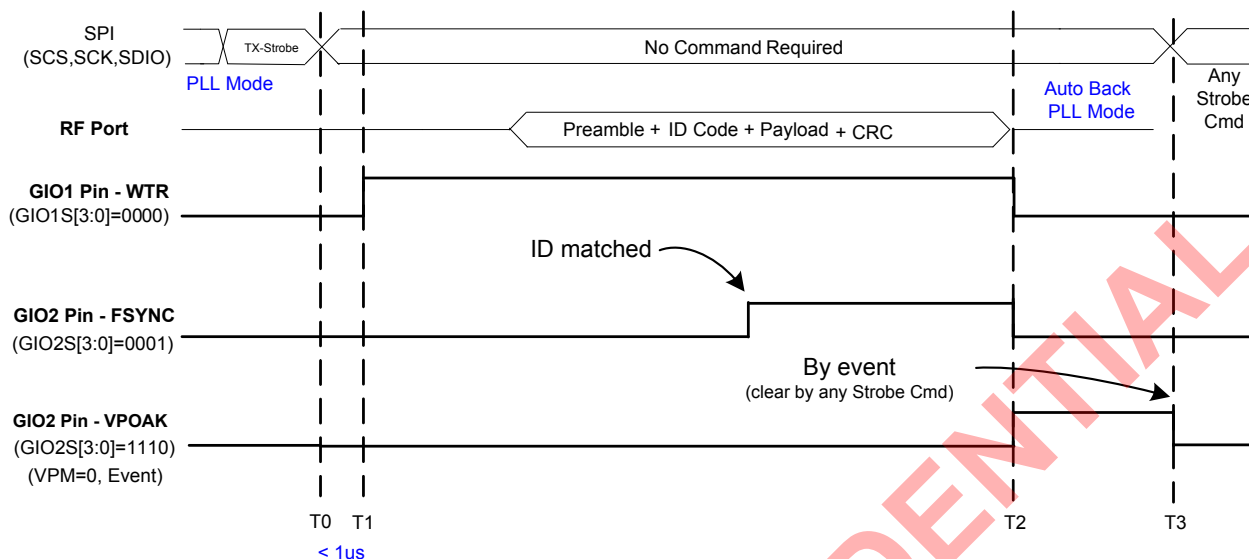 SPI
(SCS,SCK,SDIO)
TX-Strobe
No Command Required
PLL Mode
Auto Back
PLL Mode
Any
Strobe
Cmd
RF Port
Preamble + ID Code + Payload + CRC
GIO1 Pin - WTR
(GIO1S[3:0]=0000)
ID matched
GIO2 Pin - FSYNC
(GIO2S[3:0]=0001)
By event
(clear by any Strobe Cmd)
GIO2 Pin - VPOAK
(GIO2S[3:0]=1110)
(VPM=0, Event)
T0
T1
T2
T3
< 1us
DENTIAL